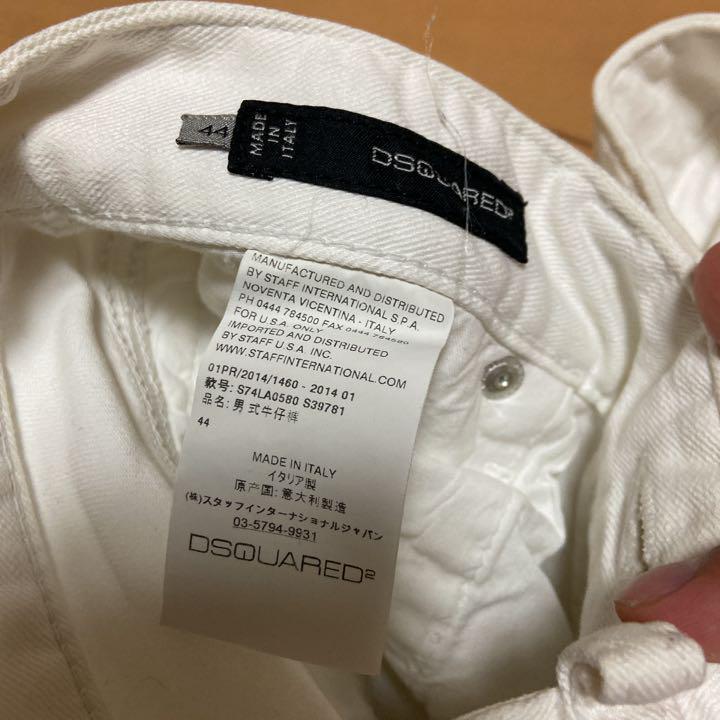 44
MADE
IN
ITALY
DSQUARED²
MANUFACTURED AND DISTRIBUTED
BY STAFF INTERNATIONAL S.P.A.
NOVENTA VICENTINA - ITALY
PH 0444 784500 FAX 0444 784520
FOR U.S.A. ONLY
IMPORTED AND DISTRIBUTED
BY STAFF U.S.A. INC.
WWW.STAFFINTERNATIONAL.COM
01PR/2014/1460 - 2014 01
款号: S74LA0580 S39781
品名: 男式牛仔裤
44
MADE IN ITALY
イタリア製
原产国: 意大利製造
(株)スタッフインターナショナルジャパン
03-5794-9931
DSQUARED²